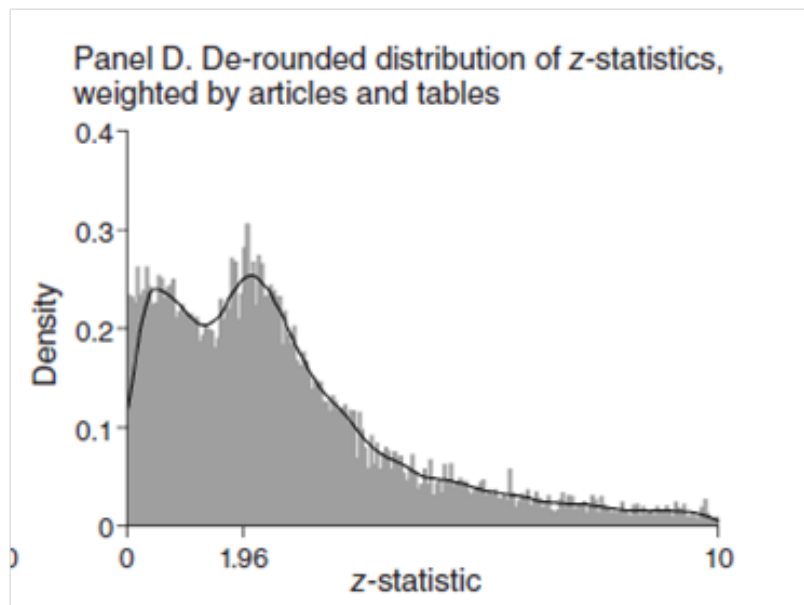 Panel D. De-rounded distribution of z-statistics,
weighted by articles and tables
0.4
0.3
0.2
0.1
0
Density
0
0 1.96 10
z-statistic